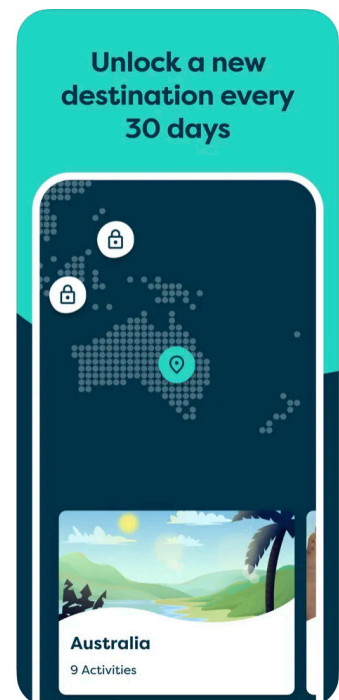 Unlock a new
destination every
30 days
Australia
9 Activities